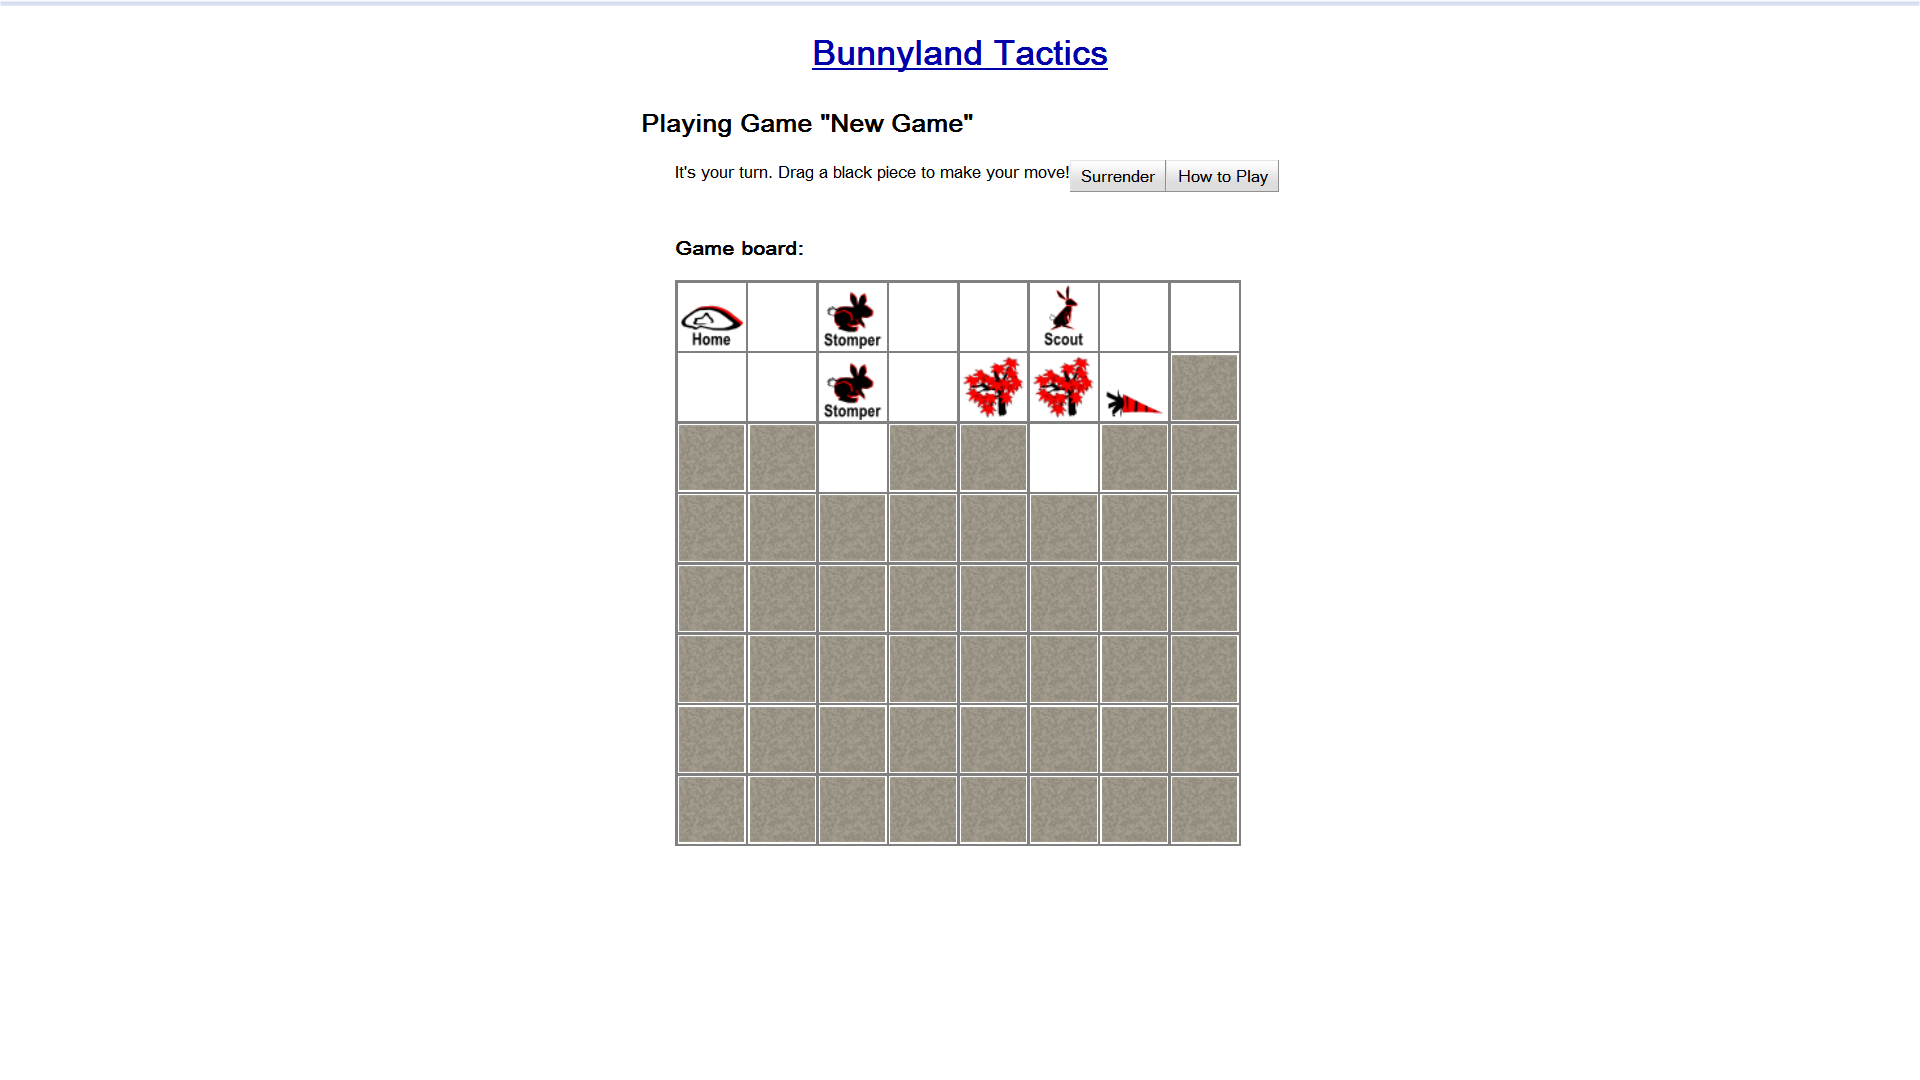 Bunnyland Tactics
Playing Game "New Game"
It's your turn. Drag a black piece to make your move!
Surrender
How to Play
Game board:
Home
Stomper
Scout
Stomper